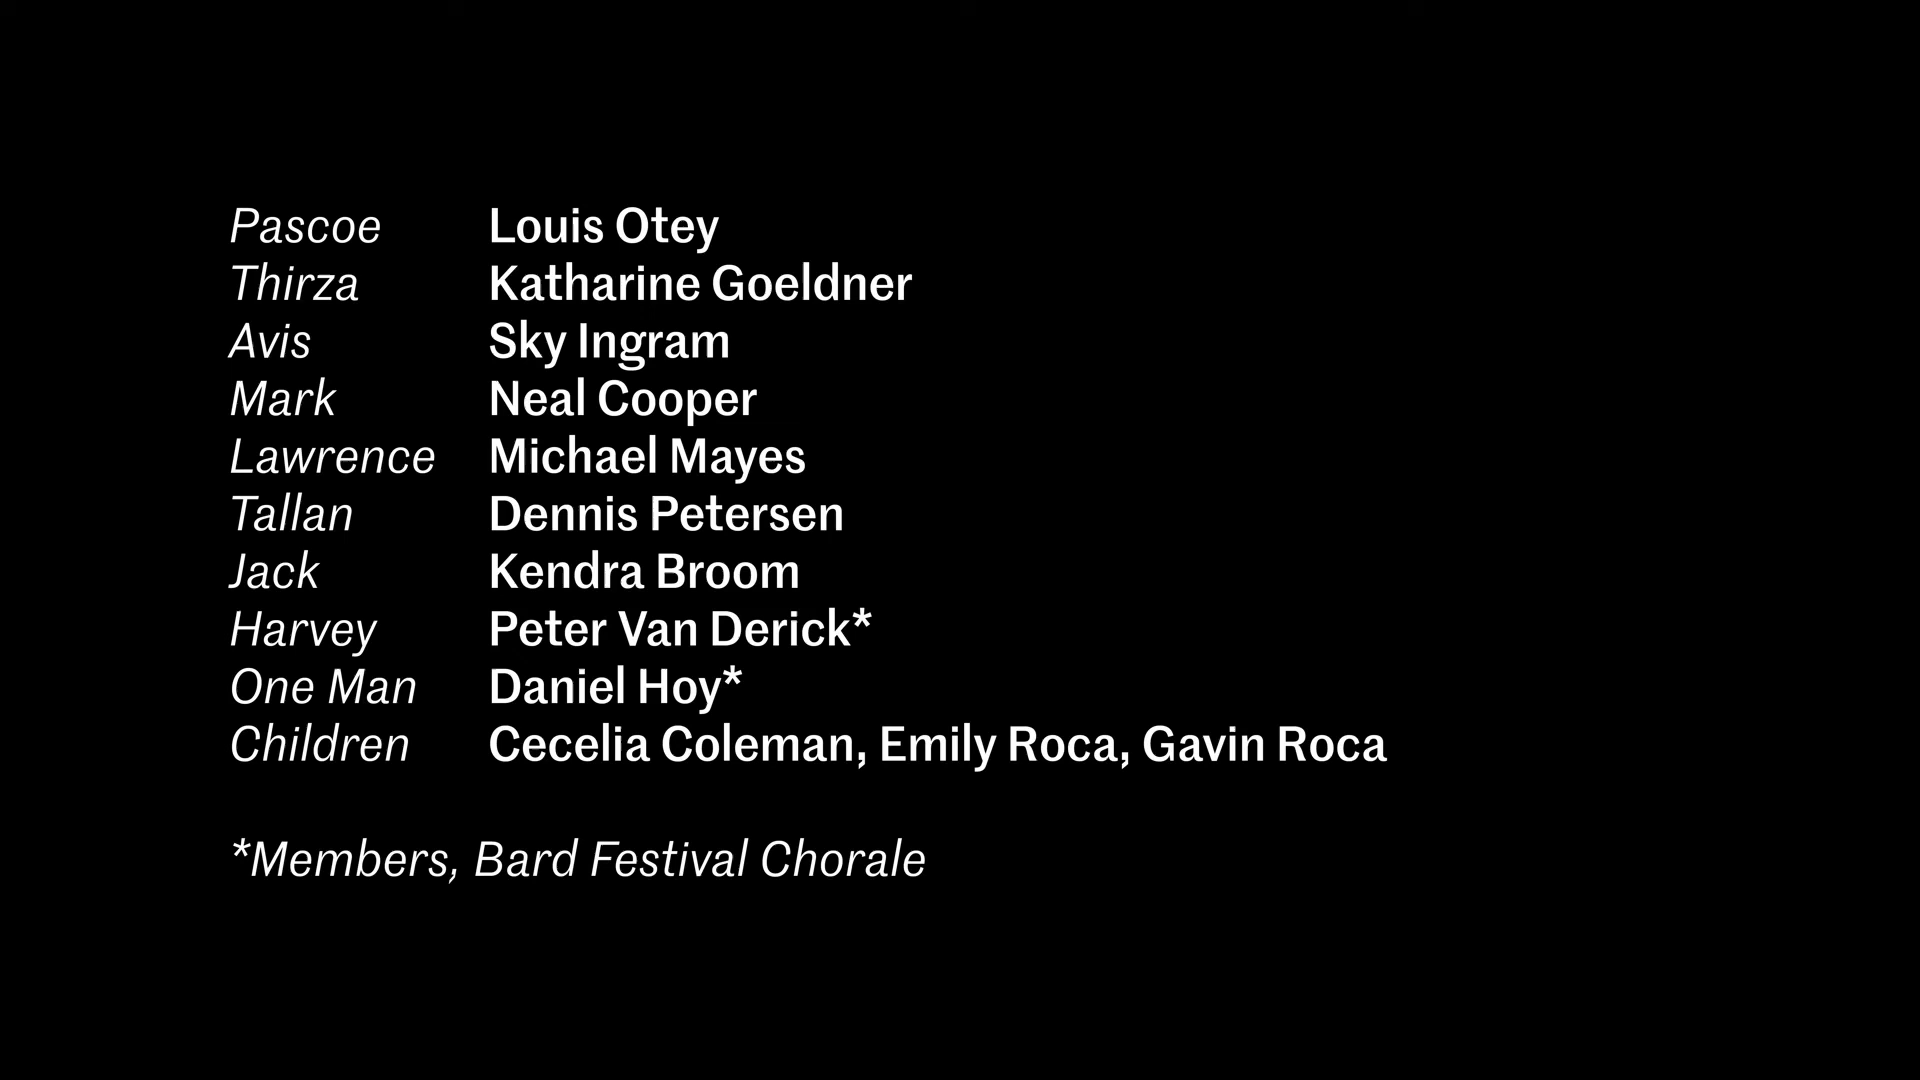 Pascoe Louis Otey
Thirza Katharine Goeldner
Avis Sky Ingram
Mark Neal Cooper
Lawrence Michael Mayes
Tallan Dennis Petersen
Jack Kendra Broom
Harvey Peter Van Derick*
One Man Daniel Hoy*
Children Cecelia Coleman, Emily Roca, Gavin Roca
*Members, Bard Festival Chorale